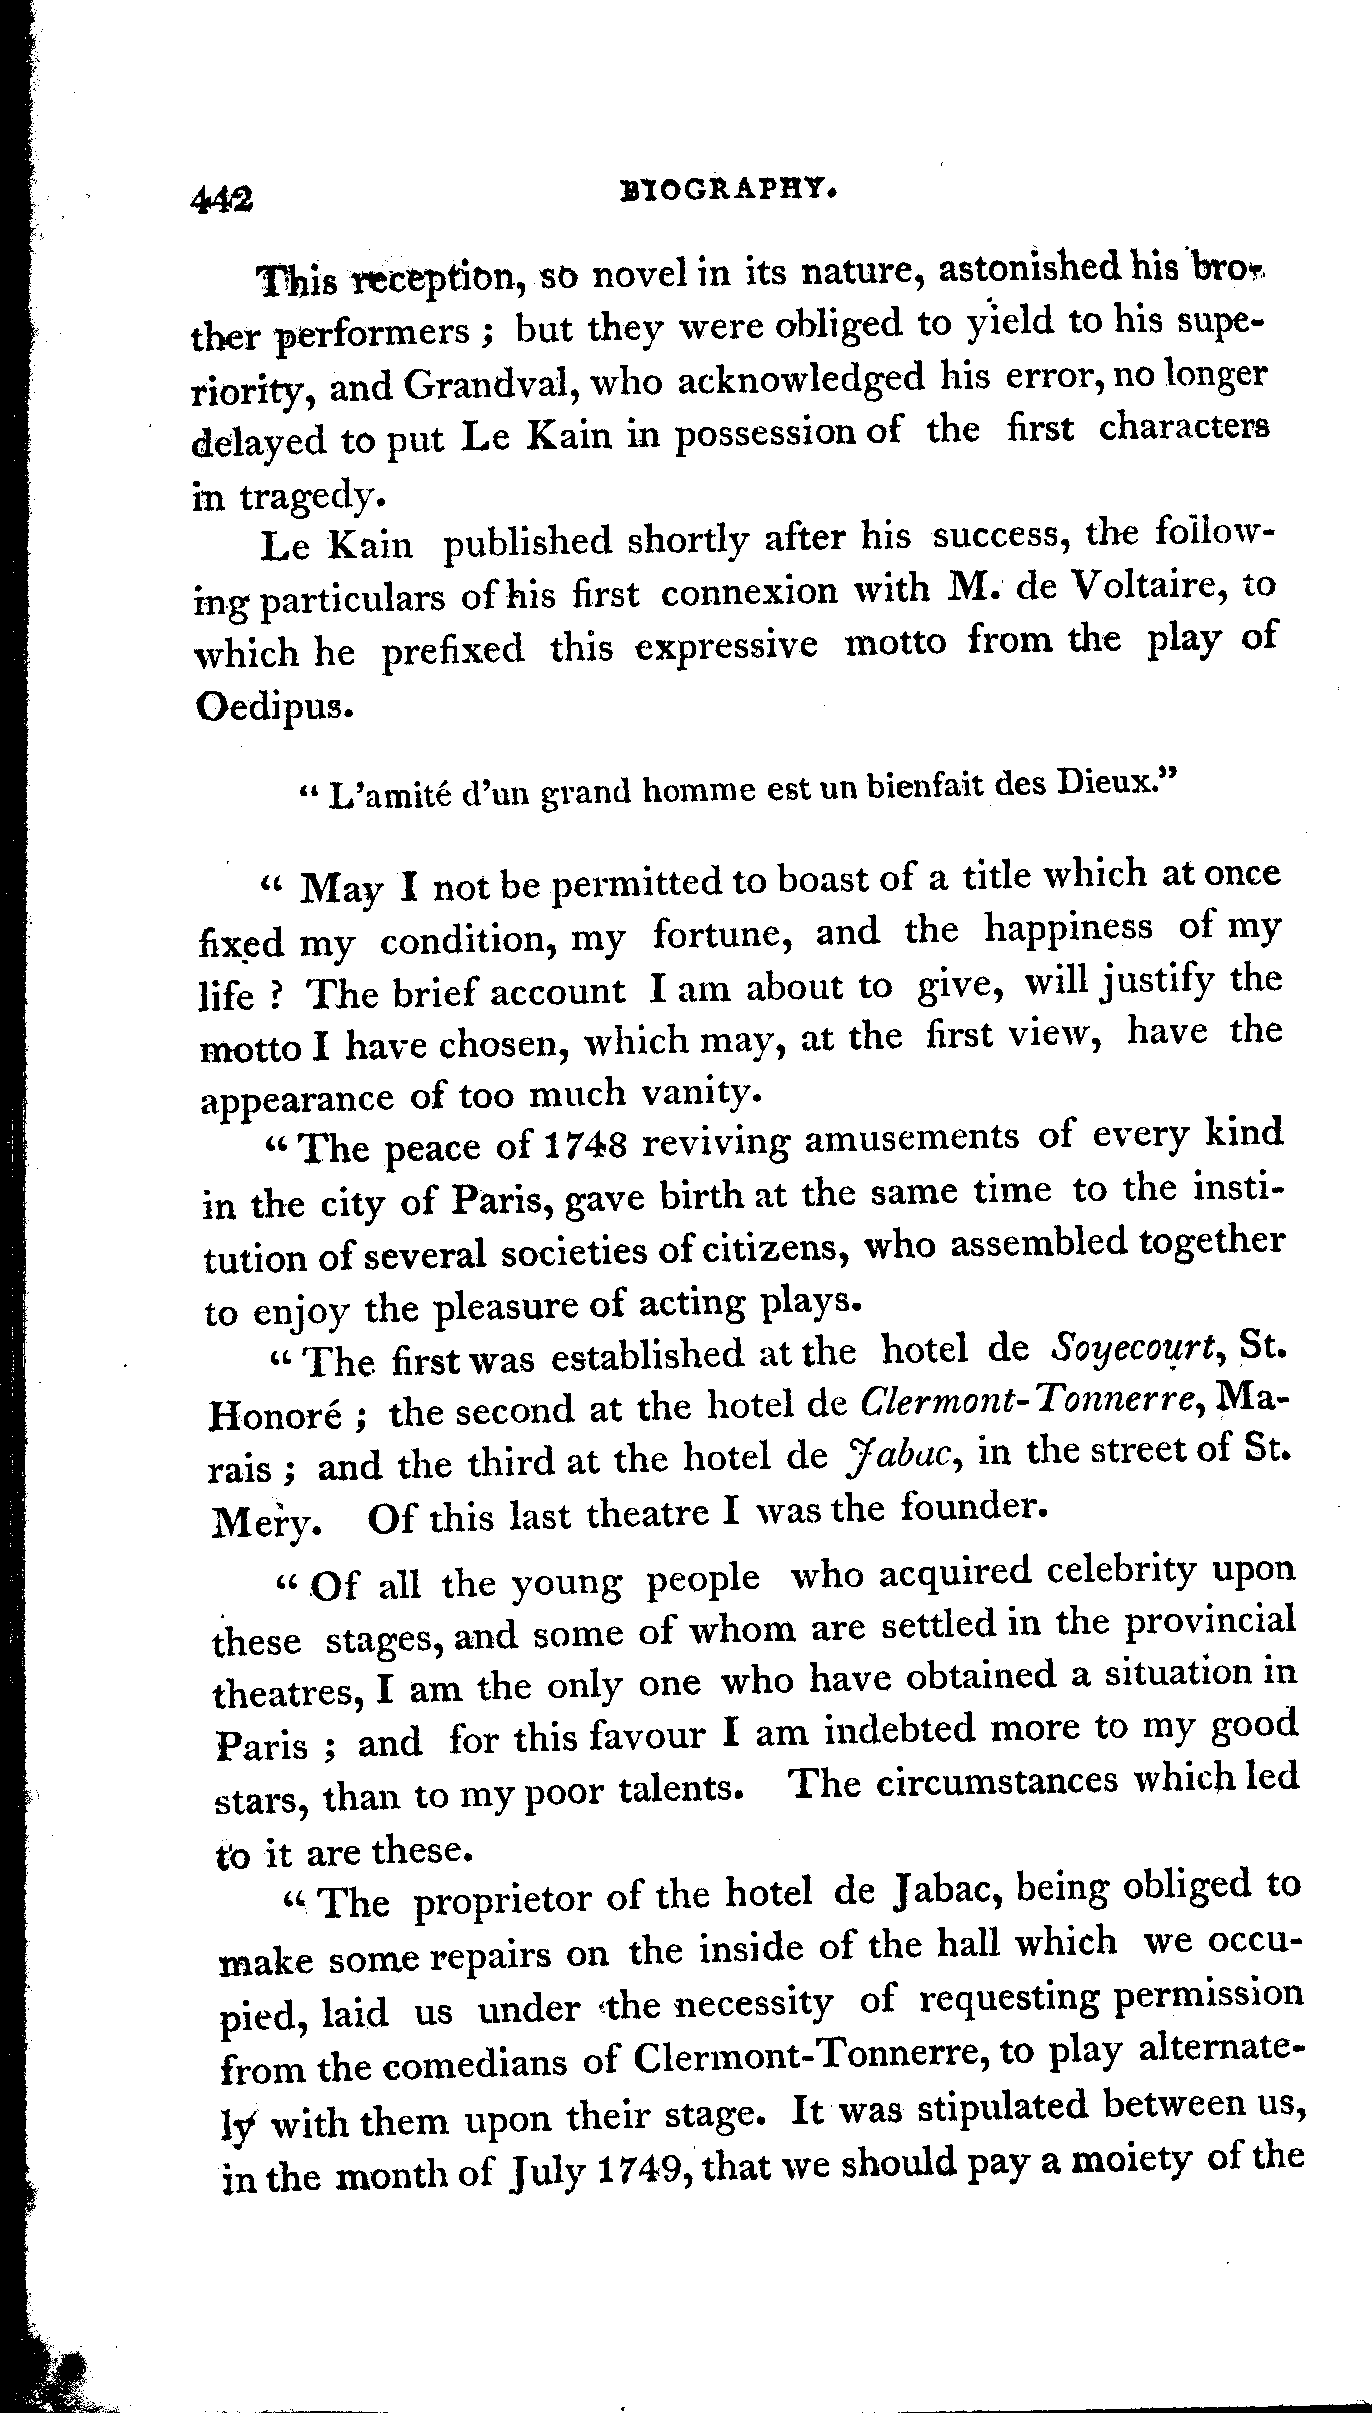 442
BIOGRAPHY.
This reception, so novel in its nature, astonished his bro-
ther performers ; but they were obliged to yield to his supe-
riority, and Grandval, who acknowledged his error, no longer
delayed to put Le Kain in possession of the first characters
in tragedy.
Le Kain published shortly after his success, the follow-
ing particulars of his first connexion with M. de Voltaire, to
which he prefixed this expressive motto from the play of
Oedipus.
“ L’amité d’un grand homme est un bienfait des Dieux.”
“ May I not be permitted to boast of a title which at once
fixed my condition, my fortune, and the happiness of my
life ? The brief account I am about to give, will justify the
motto I have chosen, which may, at the first view, have the
appearance of too much vanity.
“ The peace of 1748 reviving amusements of every kind
in the city of Paris, gave birth at the same time to the insti-
tution of several societies of citizens, who assembled together
to enjoy the pleasure of acting plays.
“ The first was established at the hotel de Soyecourt, St.
Honoré ; the second at the hotel de Clermont-Tonnerre, Ma-
rais ; and the third at the hotel de Jabac, in the street of St.
Mery. Of this last theatre I was the founder.
“ Of all the young people who acquired celebrity upon
these stages, and some of whom are settled in the provincial
theatres, I am the only one who have obtained a situation in
Paris ; and for this favour I am indebted more to my good
stars, than to my poor talents. The circumstances which led
to it are these.
“ The proprietor of the hotel de Jabac, being obliged to
make some repairs on the inside of the hall which we occu-
pied, laid us under the necessity of requesting permission
from the comedians of Clermont-Tonnerre, to play alternate-
ly with them upon their stage. It was stipulated between us,
in the month of July 1749, that we should pay a moiety of the